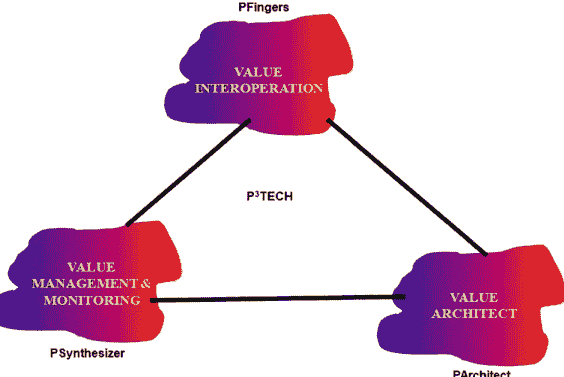 PFingers
VALUE
INTEROPERATION
P³TECH
VALUE
MANAGEMENT &
MONITORING
PSynthesizer
VALUE
ARCHITECT
PArchitect